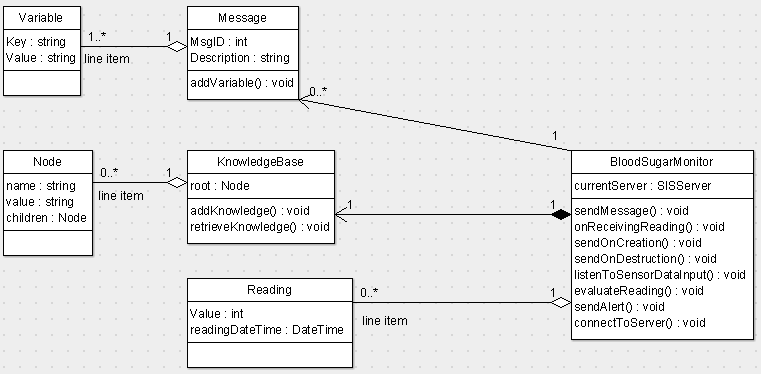 Variable
Key : string
Value : string
1..*
1
line item
Message
MsgID : int
Description : string
addVariable() : void
0..*
1
Node
name : string
value : string
children : Node
0..*
1
line item
KnowledgeBase
root : Node
addKnowledge() : void
retrieveKnowledge() : void
1
1
BloodSugarMonitor
currentServer : SISServer
sendMessage() : void
onReceivingReading() : void
sendOnCreation() : void
sendOnDestruction() : void
listenToSensorDataInput() : void
evaluateReading() : void
sendAlert() : void
connectToServer() : void
Reading
Value : int
readingDateTime : DateTime
0..*
1
line item